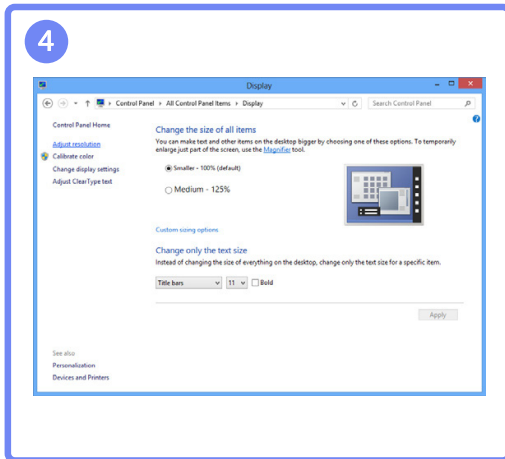 4
Display
Control Panel All Control Panel Items Display
Search Control Panel
Control Panel Home
Adjust resolution
Calibrate color
Change display settings
Adjust ClearType text
Change the size of all items
You can make text and other items on the desktop bigger by choosing one of these options. To temporarily
enlarge just part of the screen, use the Magnifier tool.
Smaller - 100% (default)
Medium - 125%
Custom sizing options
Change only the text size
Instead of changing the size of everything on the desktop, change only the text size for a specific item.
Title bars 11 Bold
Apply
See also
Personalization
Devices and Printers